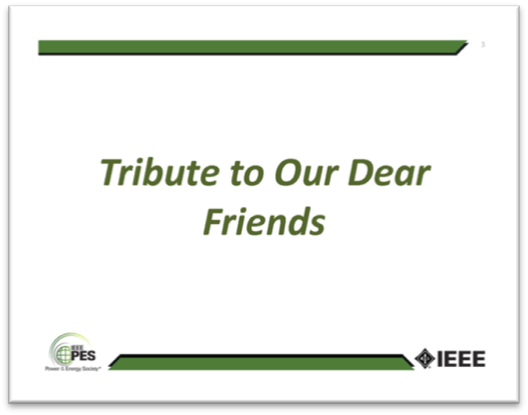 Tribute to Our Dear
Friends
IEEE
PES
Power & Energy Society
IEEE